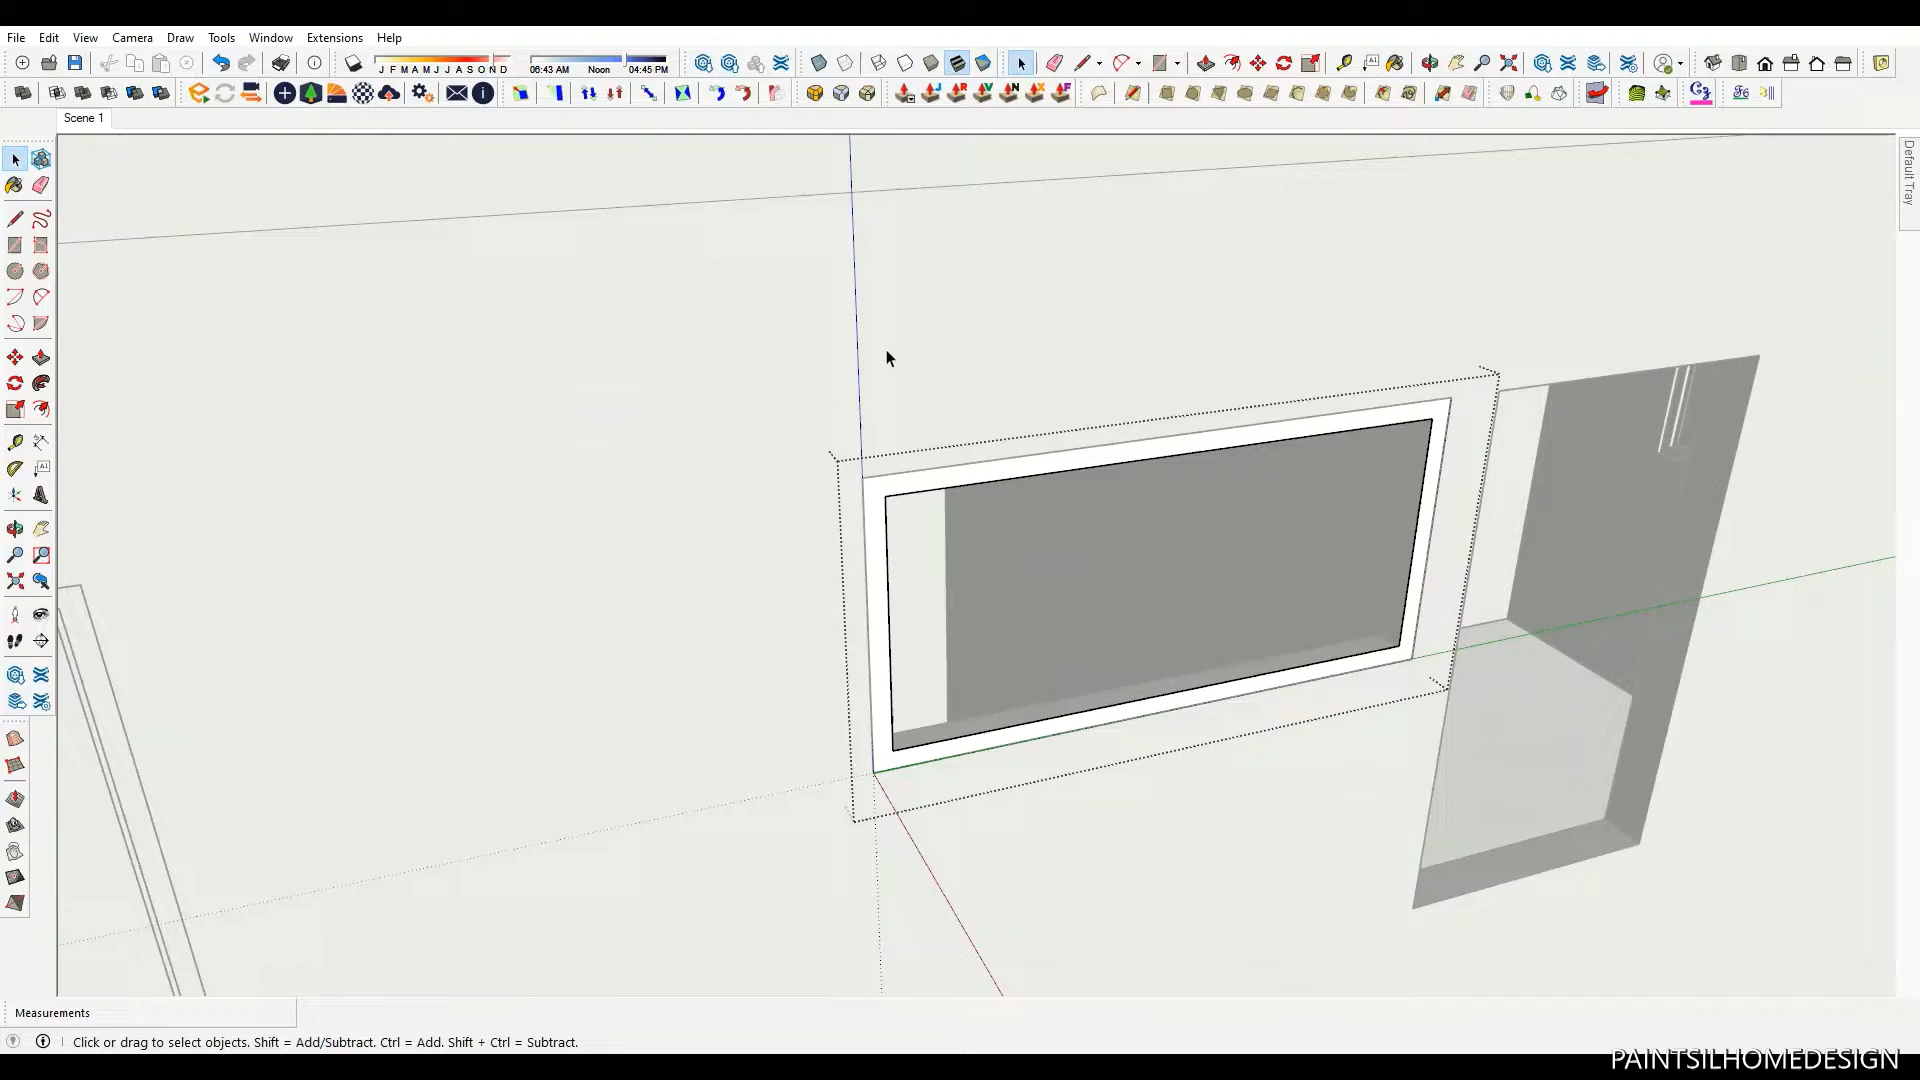 File Edit View Camera Draw Tools Window Extensions Help
J F M A M J J A S O N D 06:43 AM Noon 04:45 PM
Scene 1
Default Tray
Measurements
Click or drag to select objects. Shift = Add/Subtract. Ctrl = Add. Shift + Ctrl = Subtract.
PAINTSILHOMEDESIGN